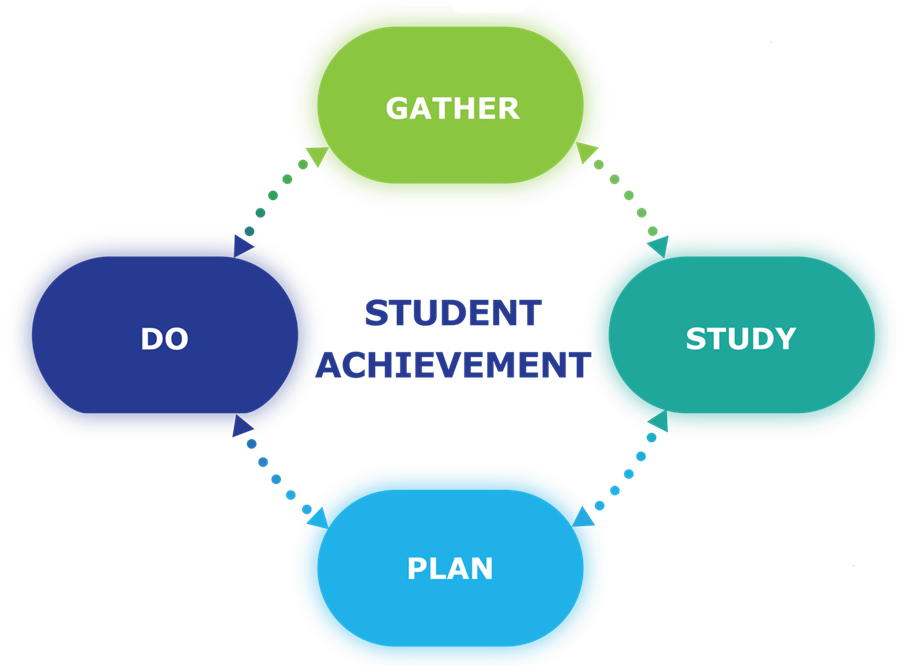 GATHER
DO
STUDENT
ACHIEVEMENT
STUDY
PLAN